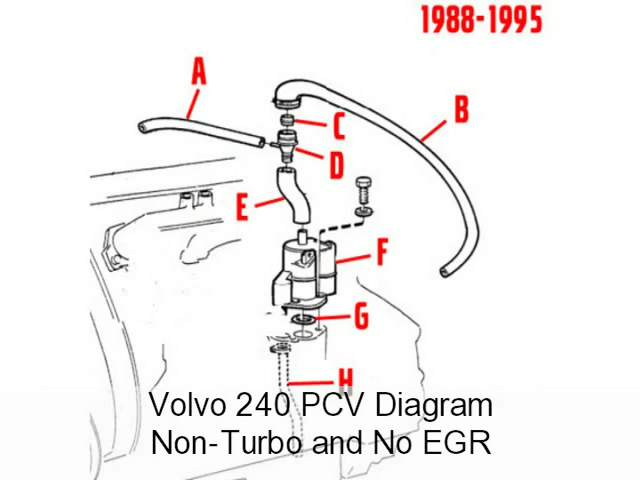 1988-1995
A
B
C
D
E
F
G
H
Volvo 240 PCV Diagram
Non-Turbo and No EGR